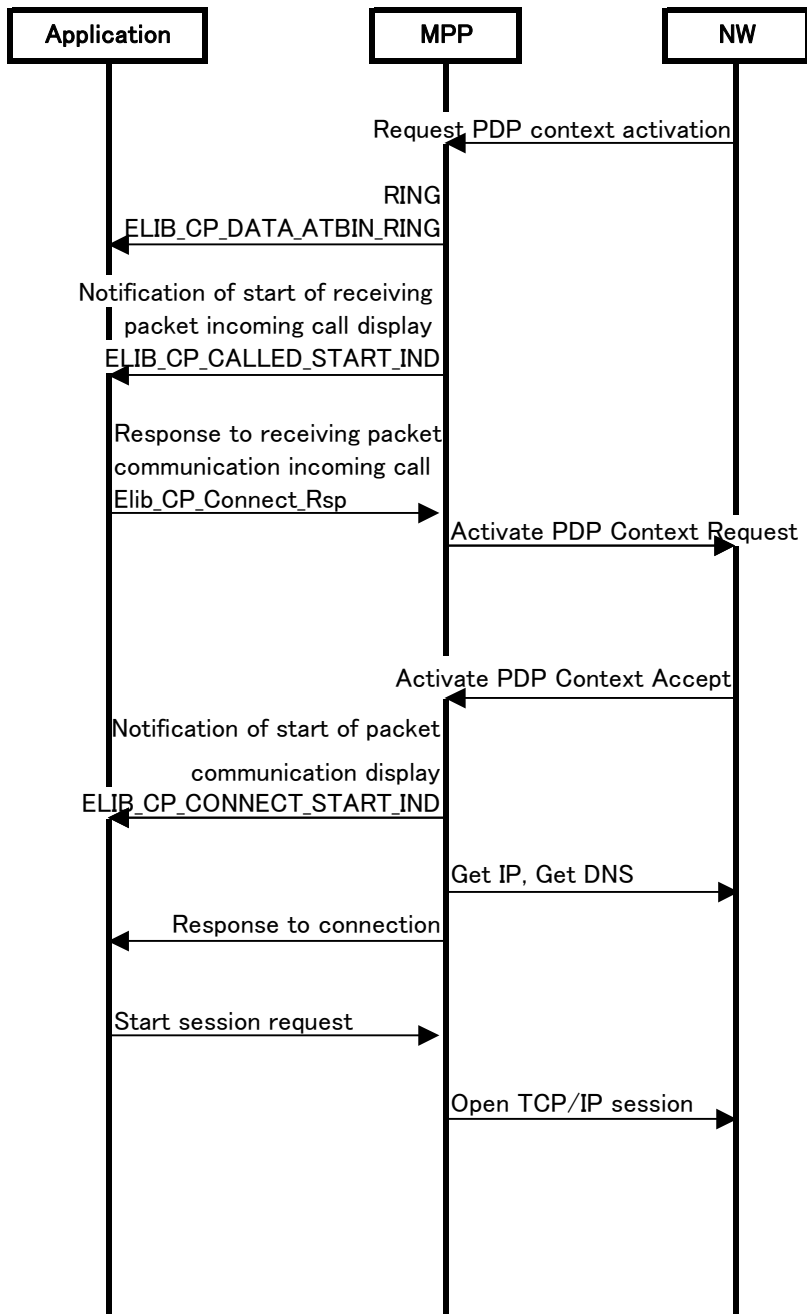 Application
MPP
NW
Request PDP context activation
RING
ELIB_CP_DATA_ATBIN_RING
Notification of start of receiving
packet incoming call display
ELIB_CP_CALLED_START_IND
Response to receiving packet
communication incoming call
Elib_CP_Connect_Rsp
Activate PDP Context Request
Activate PDP Context Accept
Notification of start of packet
communication display
ELIB_CP_CONNECT_START_IND
Get IP, Get DNS
Response to connection
Start session request
Open TCP/IP session